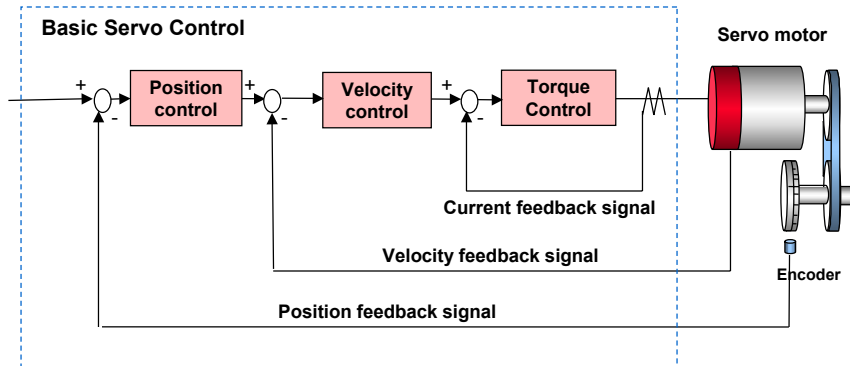 Basic Servo Control
Servo motor
+
Position
control
-
+
Velocity
control
-
+
Torque
Control
-
Current feedback signal
Velocity feedback signal
Encoder
Position feedback signal